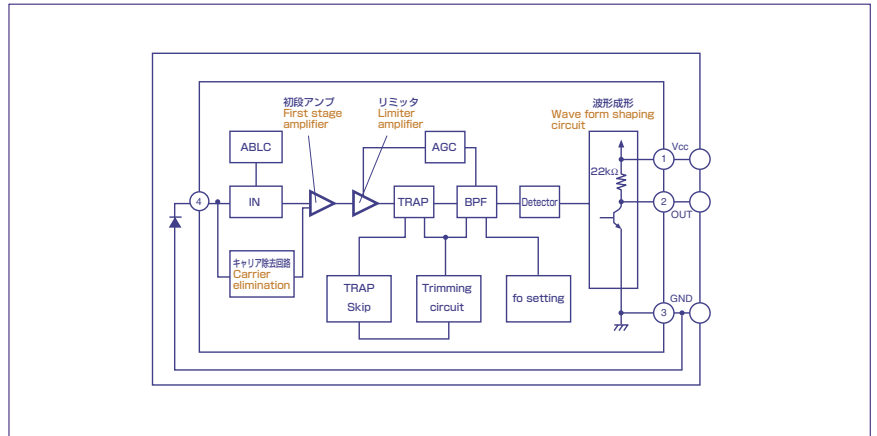 初段アンプ
First stage
amplifier
リミッタ
Limiter
amplifier
波形成形
Wave form shaping
circuit
ABLC
AGC
22kΩ
1
Vcc
4
IN
TRAP
BPF
Detector
2
OUT
キャリア除去回路
Carrier
elimination
TRAP
Skip
Trimming
circuit
fo setting
GND
3